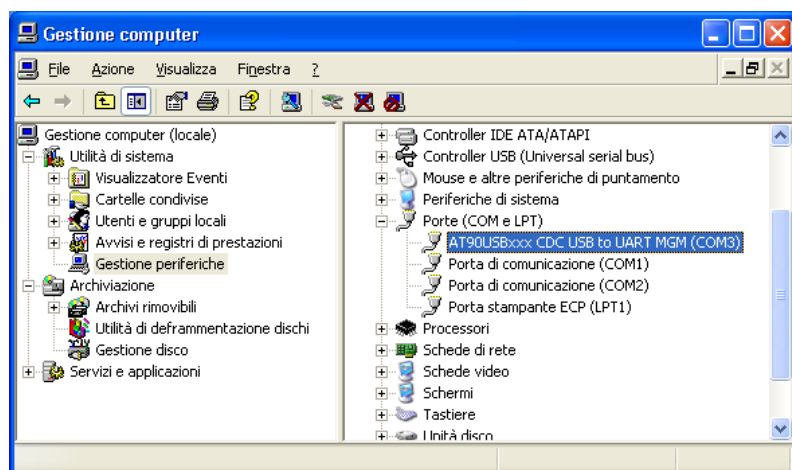 Gestione computer
File Azione Visualizza Finestra ?
Gestione computer (locale)
Utilità di sistema
Visualizzatore Eventi
Cartelle condivise
Utenti e gruppi locali
Avvisi e registri di prestazioni
Gestione periferiche
Archiviazione
Archivi rimovibili
Utilità di deframmentazione dischi
Gestione disco
Servizi e applicazioni
Controller IDE ATA/ATAPI
Controller USB (Universal serial bus)
Mouse e altre periferiche di puntamento
Periferiche di sistema
Porte (COM e LPT)
AT90USBxxx CDC USB to UART MGM (COM3)
Porta di comunicazione (COM1)
Porta di comunicazione (COM2)
Porta stampante ECP (LPT1)
Processori
Schede di rete
Schede video
Schermi
Tastiere
Unità disco